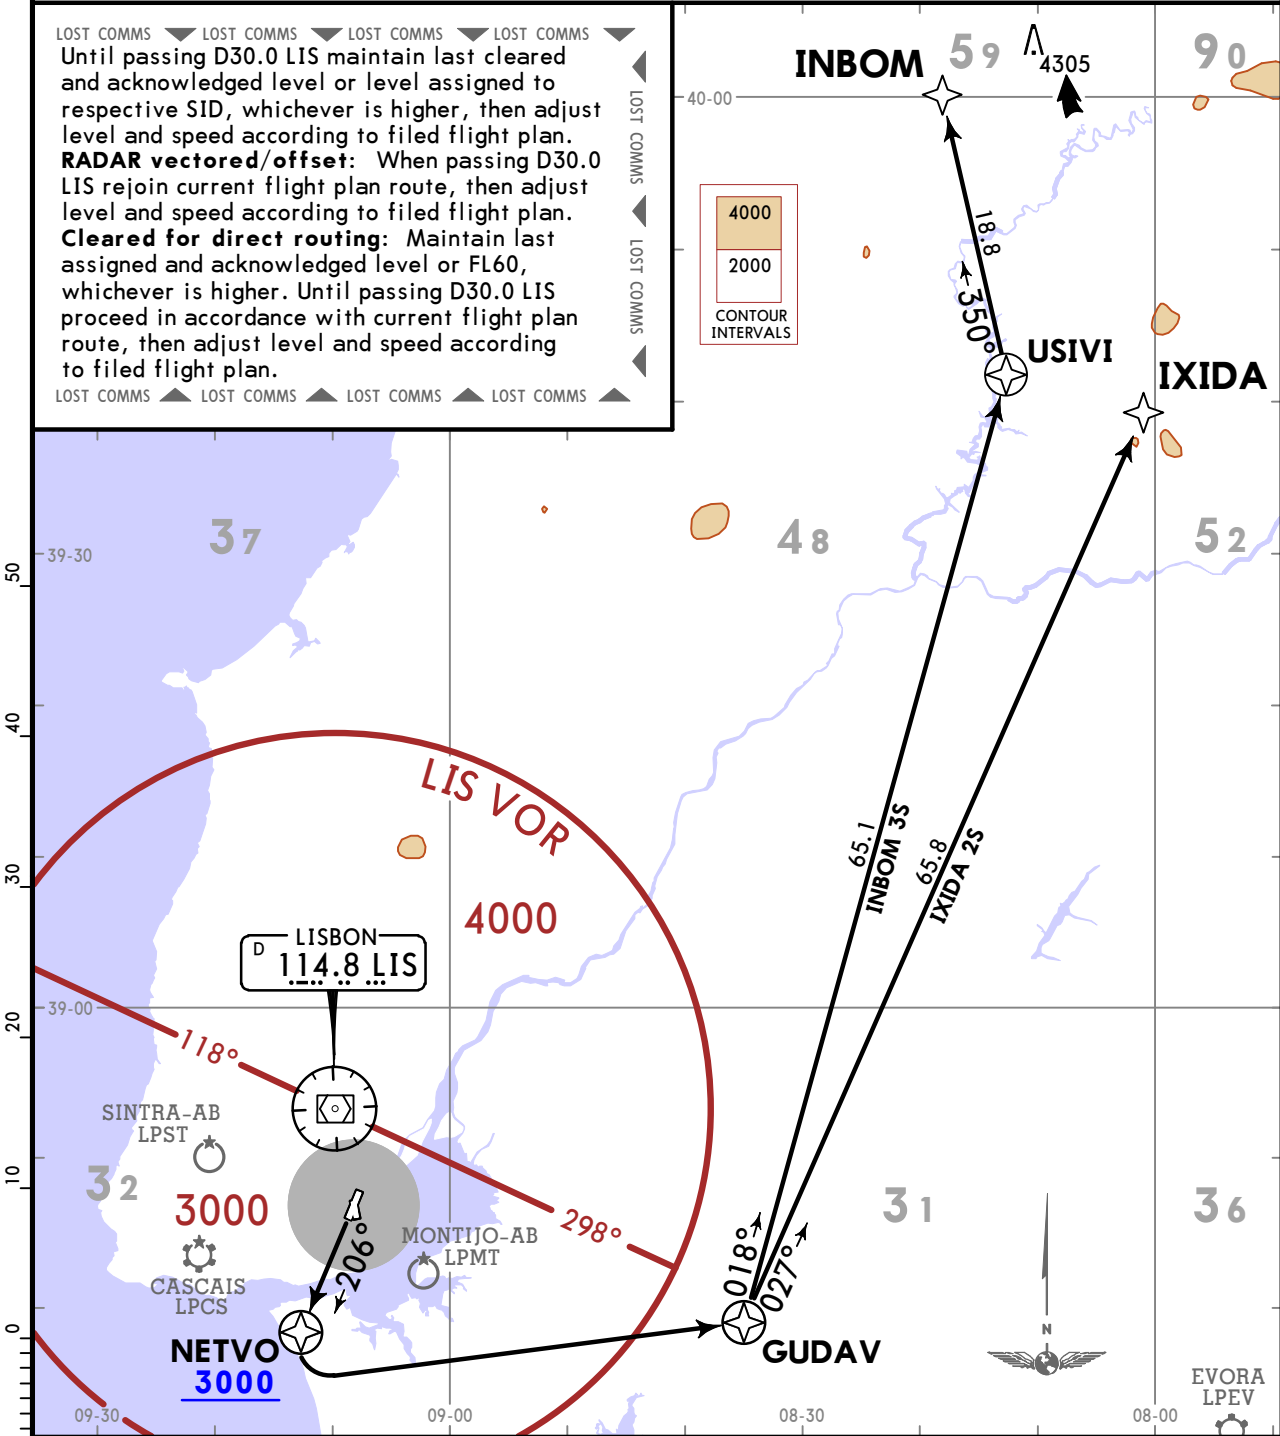 LOST COMMS LOST COMMS LOST COMMS LOST COMMS
Until passing D30.0 LIS maintain last cleared
and acknowledged level or level assigned to
respective SID, whichever is higher, then adjust
level and speed according to filed flight plan.
RADAR vectored/offset: When passing D30.0
LIS rejoin current flight plan route, then adjust
level and speed according to filed flight plan.
Cleared for direct routing: Maintain last
assigned and acknowledged level or FL60,
whichever is higher. Until passing D30.0 LIS
proceed in accordance with current flight plan
route, then adjust level and speed according
to filed flight plan.
LOST COMMS LOST COMMS LOST COMMS LOST COMMS
LOST COMMS
LOST COMMS
INBOM
59
4305
90
40-00
4000
2000
CONTOUR
INTERVALS
18.8
350°
USIVI
IXIDA
37
48
52
39-30
50
40
30
20
10
0
LIS VOR
4000
65.1
INBOM 3S
65.8
IXIDA 2S
LISBON
D
114.8 LIS
39-00
118°
SINTRA-AB
LPST
32
3000
298°
31
36
MONTIJO-AB
LPMT
206°
CASCAIS
LPCS
018°
027°
NETVO
3000
GUDAV
N
EVORA
LPEV
09-30
09-00
08-30
08-00